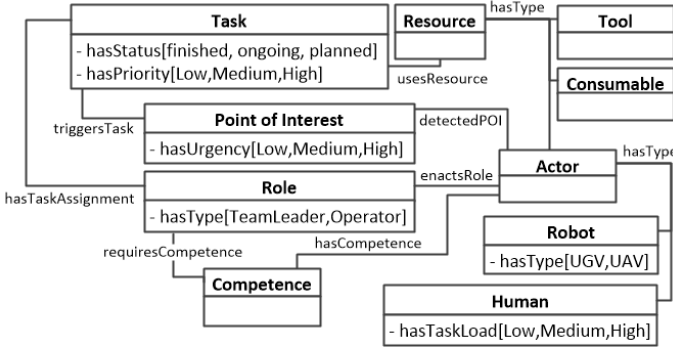 Task
- hasStatus[finished, ongoing, planned]
- hasPriority[Low,Medium,High]
Resource
hasType
Tool
usesResource
Consumable
triggersTask
Point of Interest
- hasUrgency[Low,Medium,High]
detectedPOI
hasType
Actor
hasTaskAssignment
Role
- hasType[TeamLeader,Operator]
enactsRole
requiresCompetence
hasCompetence
Competence
Robot
- hasType[UGV,UAV]
Human
- hasTaskLoad[Low,Medium,High]